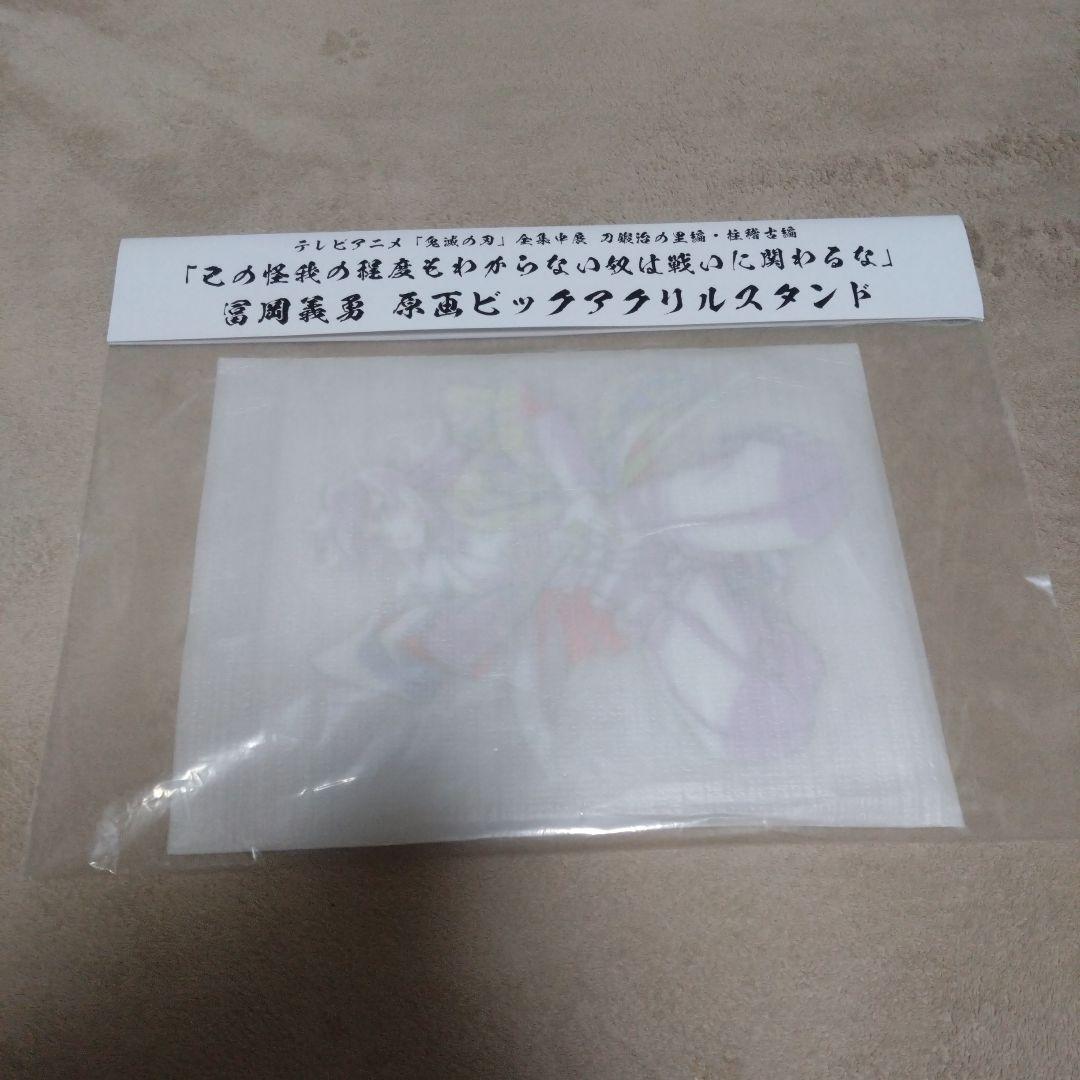 テレビアニメ「鬼滅の刃」全集中展 刀鍛冶の里編・柱稽古編
「己の怪我の程度もわからない奴は戦いに関わるな」
冨岡義勇 原画ビックアクリルスタンド